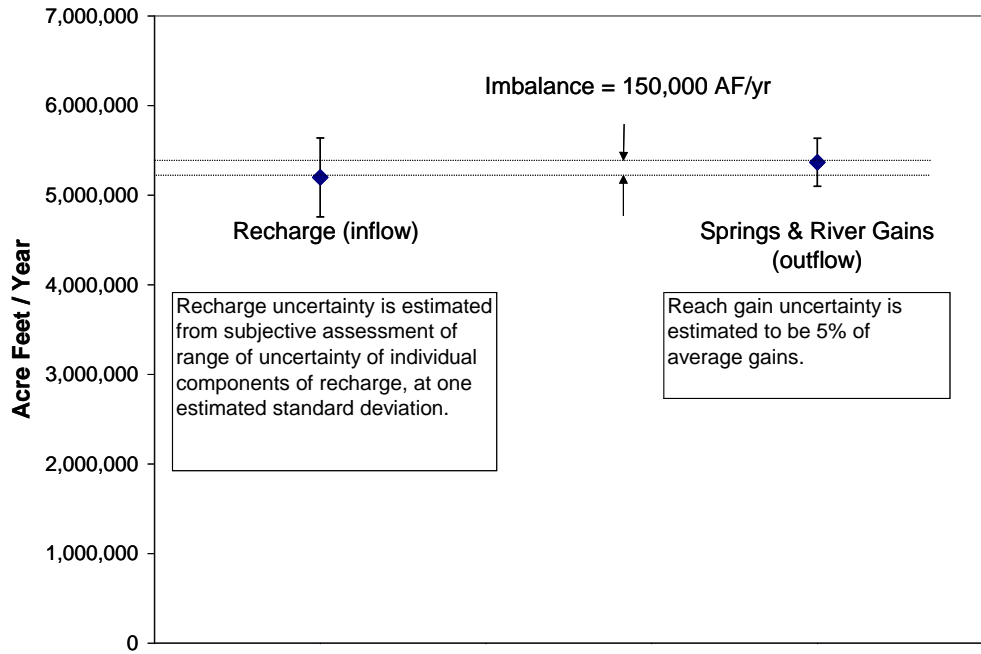 7,000,000
6,000,000
5,000,000
4,000,000
3,000,000
2,000,000
1,000,000
0
Acre Feet / Year
Imbalance = 150,000 AF/yr
Recharge (inflow)
Springs & River Gains
(outflow)
Recharge uncertainty is estimated
from subjective assessment of
range of uncertainty of individual
components of recharge, at one
estimated standard deviation.
Reach gain uncertainty is
estimated to be 5% of
average gains.